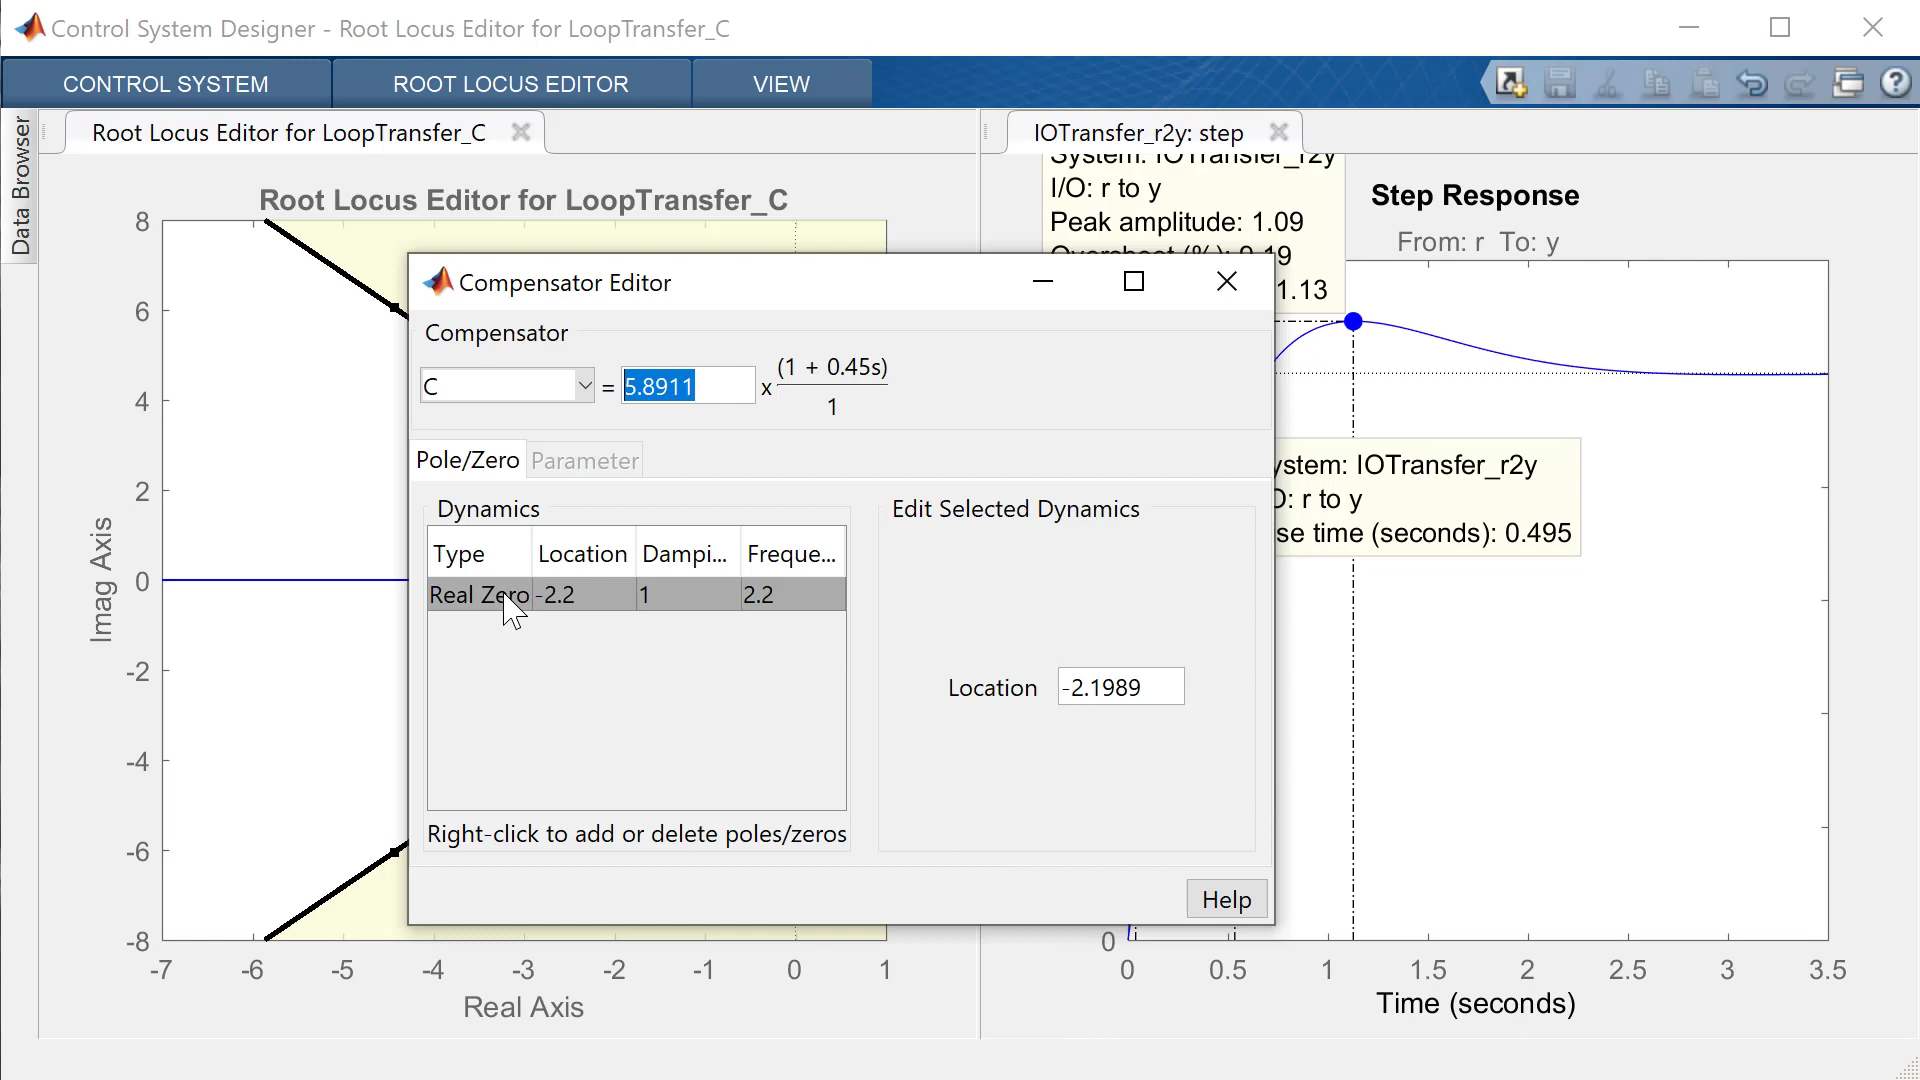 Control System Designer - Root Locus Editor for LoopTransfer_C
CONTROL SYSTEM
ROOT LOCUS EDITOR
VIEW
Data Browser
Root Locus Editor for LoopTransfer_C
IOTransfer_r2y: step
Root Locus Editor for LoopTransfer_C
8
6
4
2
0
-2
-4
-6
-8
Imag Axis
-7 -6 -5 -4 -3 -2 -1 0 1
Real Axis
System: IOTransfer_r2y
I/O: r to y
Peak amplitude: 1.09
Overshoot (%): 9.19
1.13
Step Response
From: r To: y
ystem: IOTransfer_r2y
O: r to y
se time (seconds): 0.495
0
0 0.5 1 1.5 2 2.5 3 3.5
Time (seconds)
Compensator Editor
Compensator
C = 5.8911 x (1 + 0.45s)
1
Pole/Zero Parameter
Dynamics
Type Location Dampi... Freque...
Real Zero -2.2 1 2.2
Right-click to add or delete poles/zeros
Edit Selected Dynamics
Location -2.1989
Help